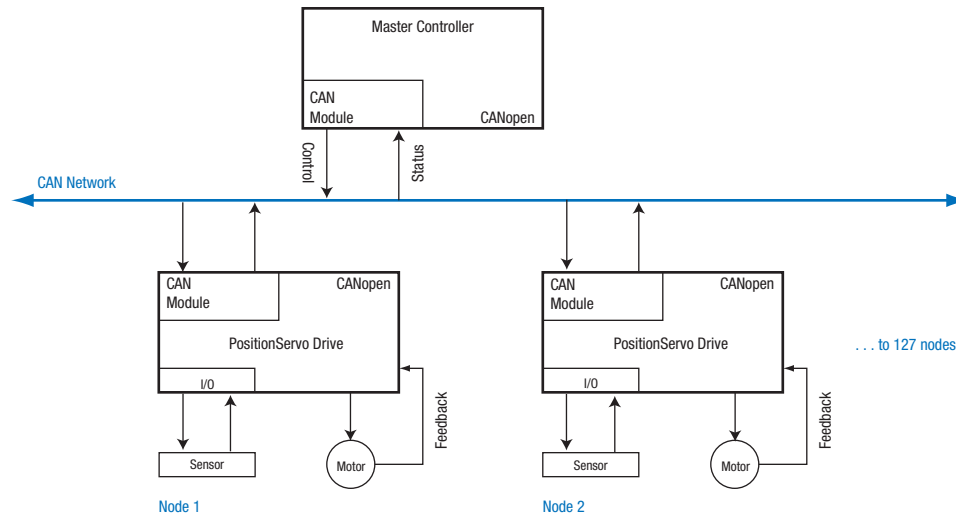 Master Controller
CAN
Module
CANopen
Control
Status
CAN Network
CAN
Module
CANopen
PositionServo Drive
I/O
Feedback
Sensor
Motor
Node 1
CAN
Module
CANopen
PositionServo Drive
I/O
Feedback
Sensor
Motor
Node 2
. . . to 127 nodes